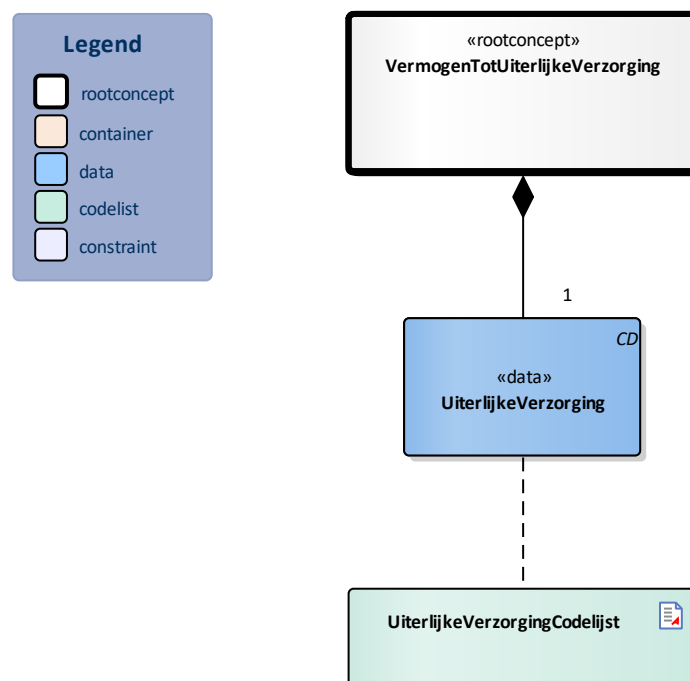 Legend
rootconcept
container
data
codelist
constraint
«rootconcept»
VermogenTotUiterlijkeVerzorging
1
CD
«data»
UiterlijkeVerzorging
UiterlijkeVerzorgingCodelijst